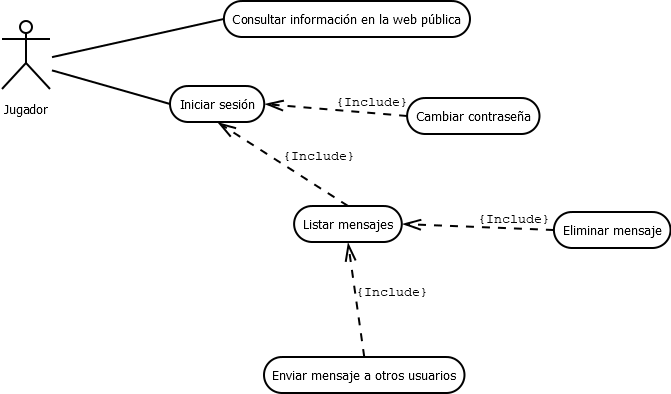 Consultar información en la web pública
Jugador
Iniciar sesión
{Include}
Cambiar contraseña
{Include}
Listar mensajes
{Include}
Eliminar mensaje
{Include}
Enviar mensaje a otros usuarios